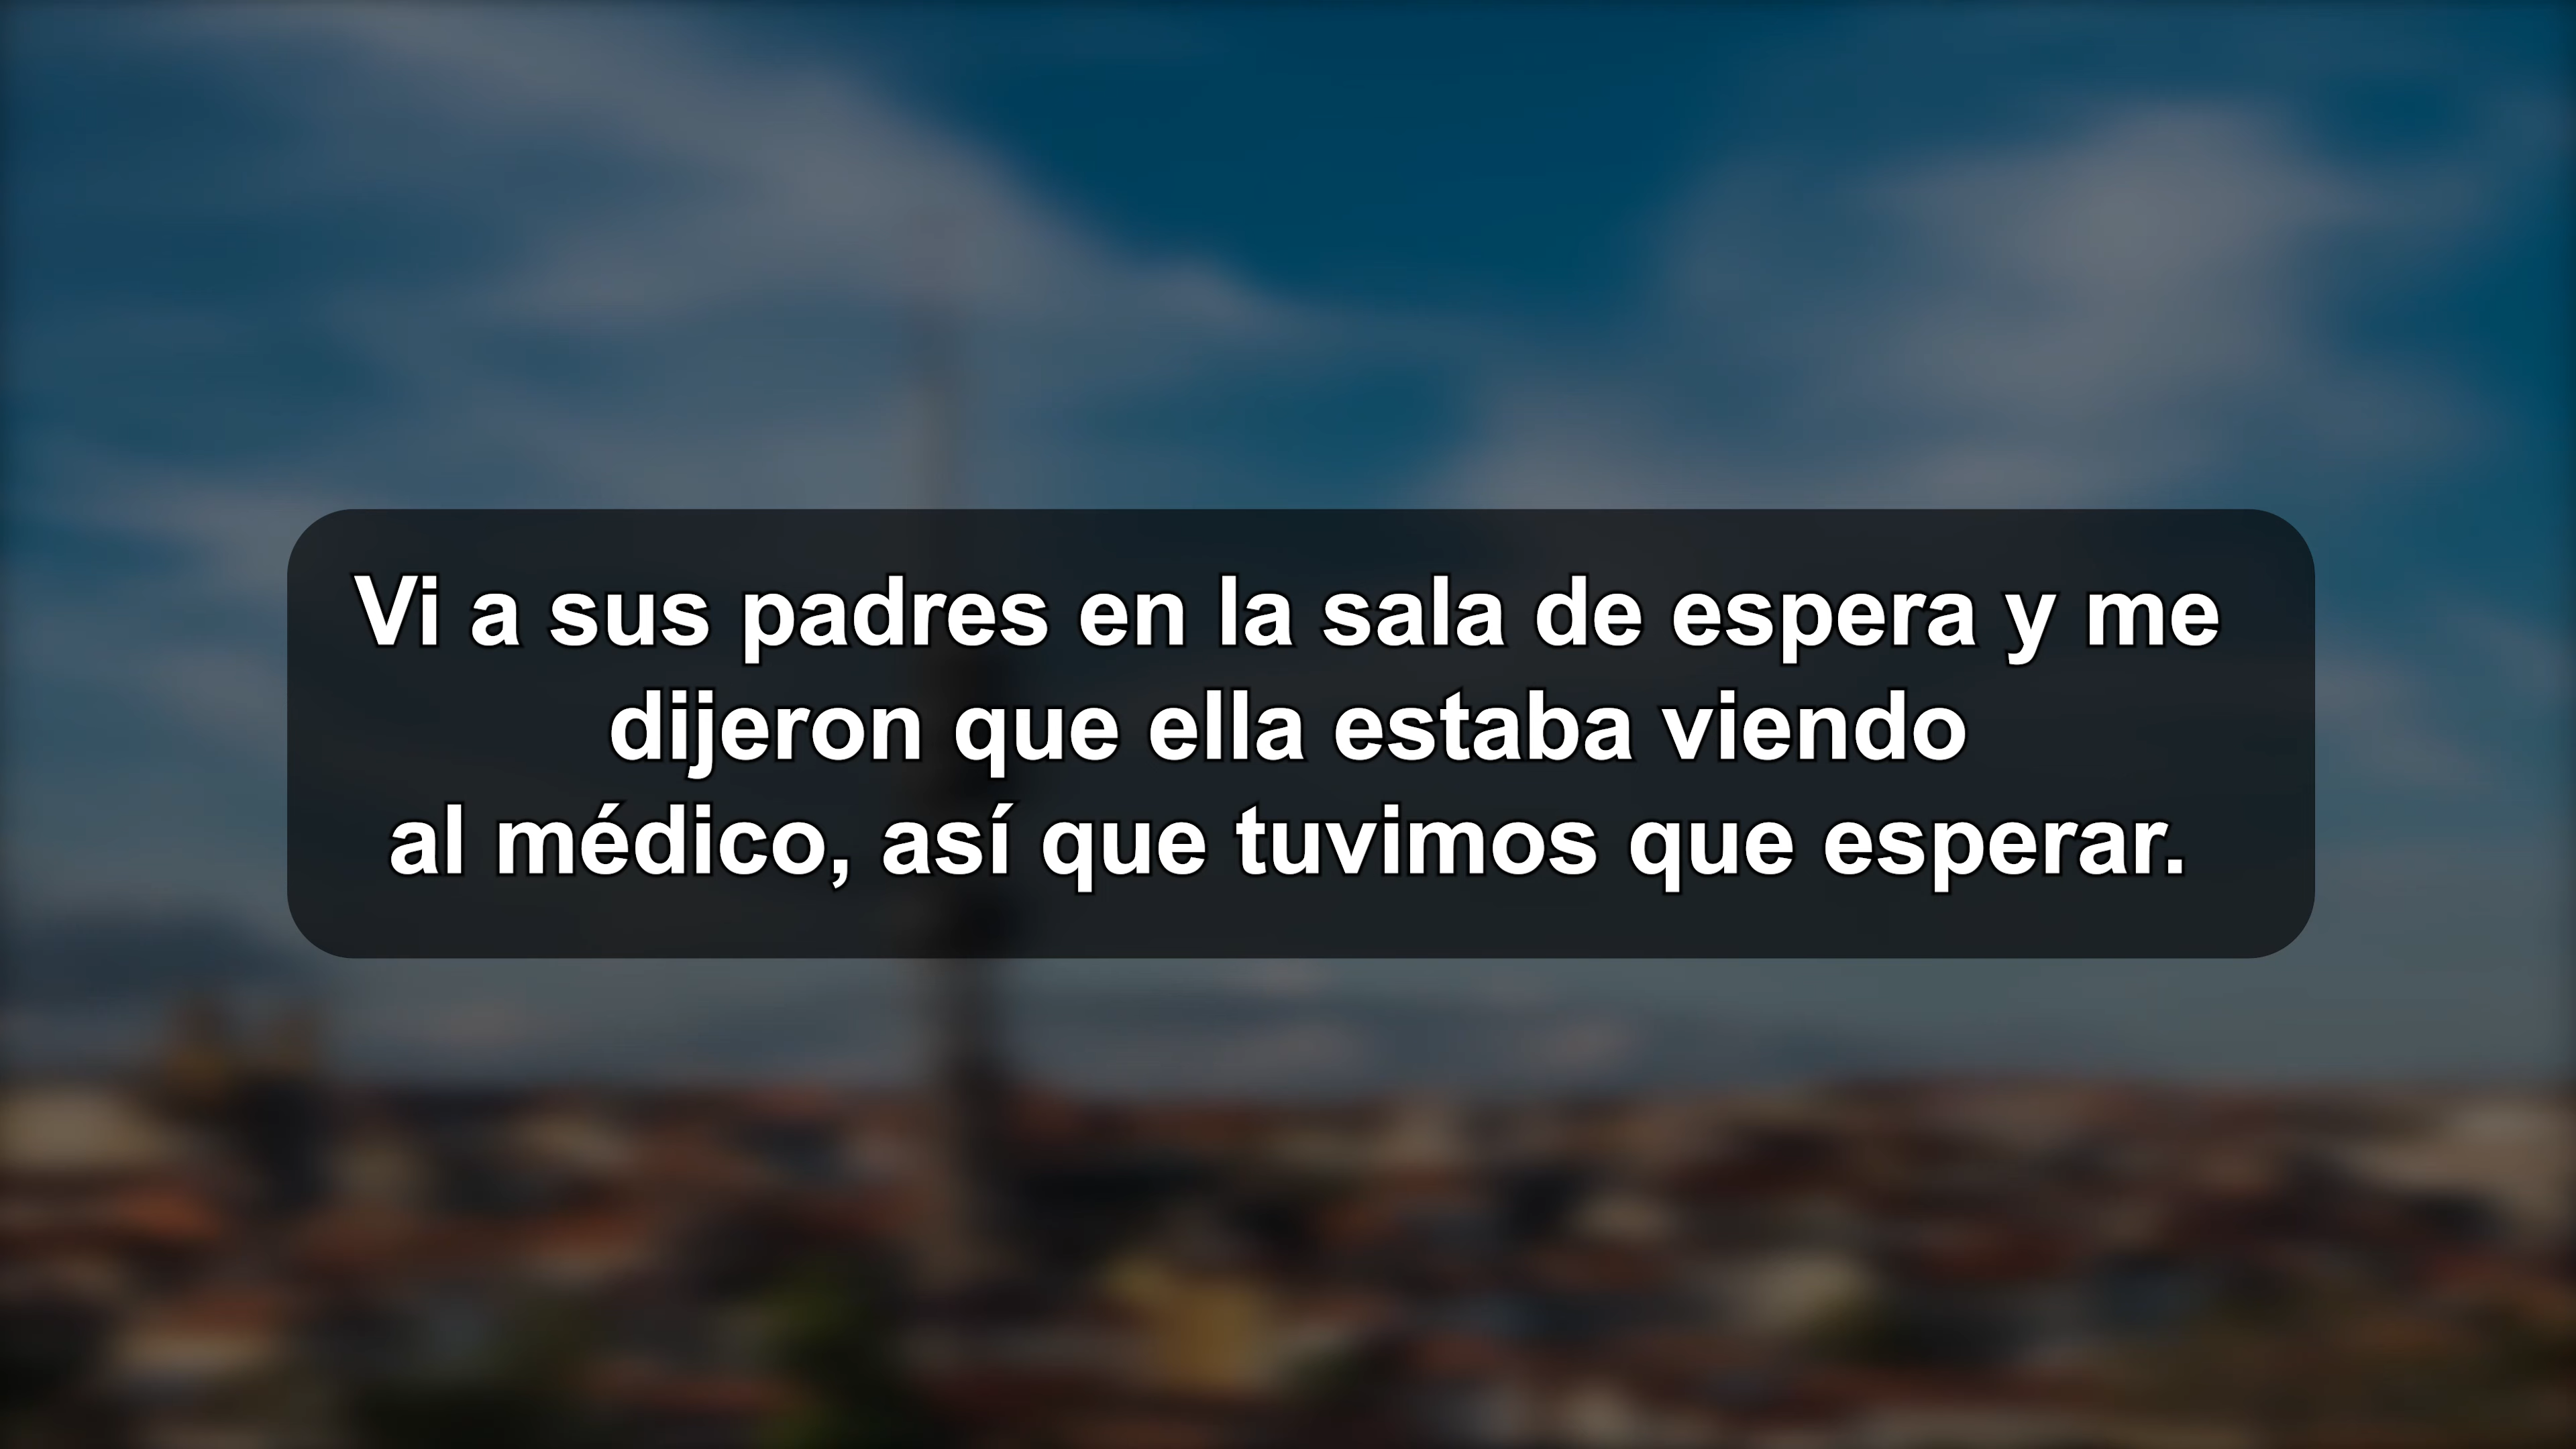 Vi a sus padres en la sala de espera y me
dijeron que ella estaba viendo
al médico, así que tuvimos que esperar.